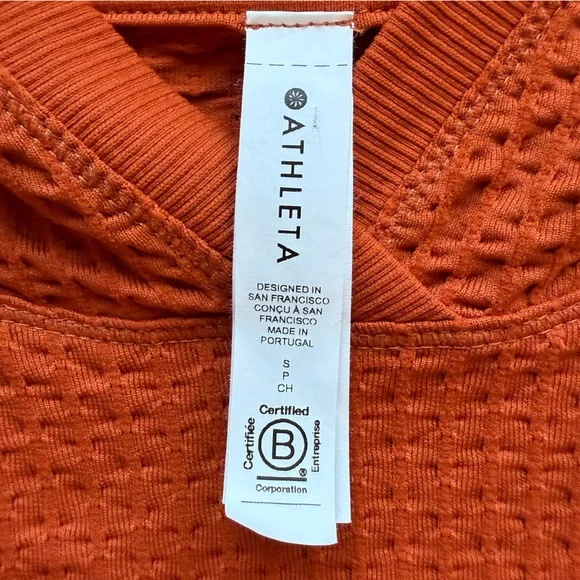 ATHLETA
DESIGNED IN
SAN FRANCISCO
CONÇU À SAN
FRANCISCO
MADE IN
PORTUGAL
S
P
CH
Certified
Certifiée
B
Entreprise
®
Corporation